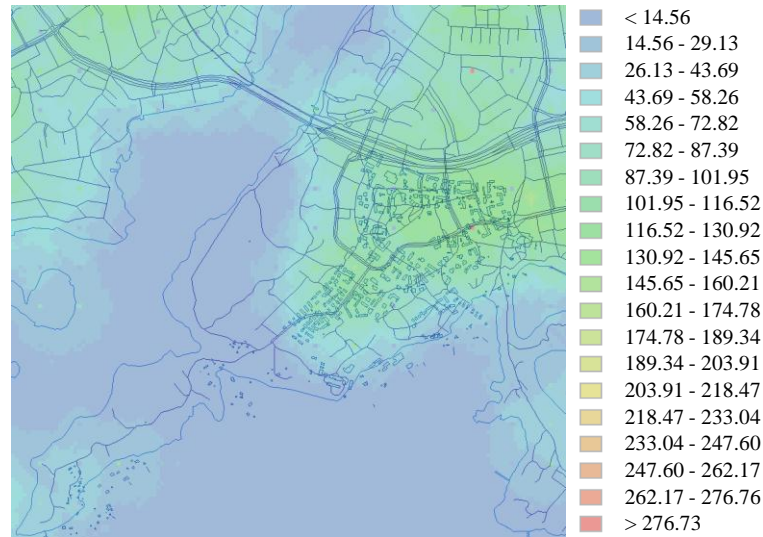 < 14.56
14.56 - 29.13
26.13 - 43.69
43.69 - 58.26
58.26 - 72.82
72.82 - 87.39
87.39 - 101.95
101.95 - 116.52
116.52 - 130.92
130.92 - 145.65
145.65 - 160.21
160.21 - 174.78
174.78 - 189.34
189.34 - 203.91
203.91 - 218.47
218.47 - 233.04
233.04 - 247.60
247.60 - 262.17
262.17 - 276.76
> 276.73